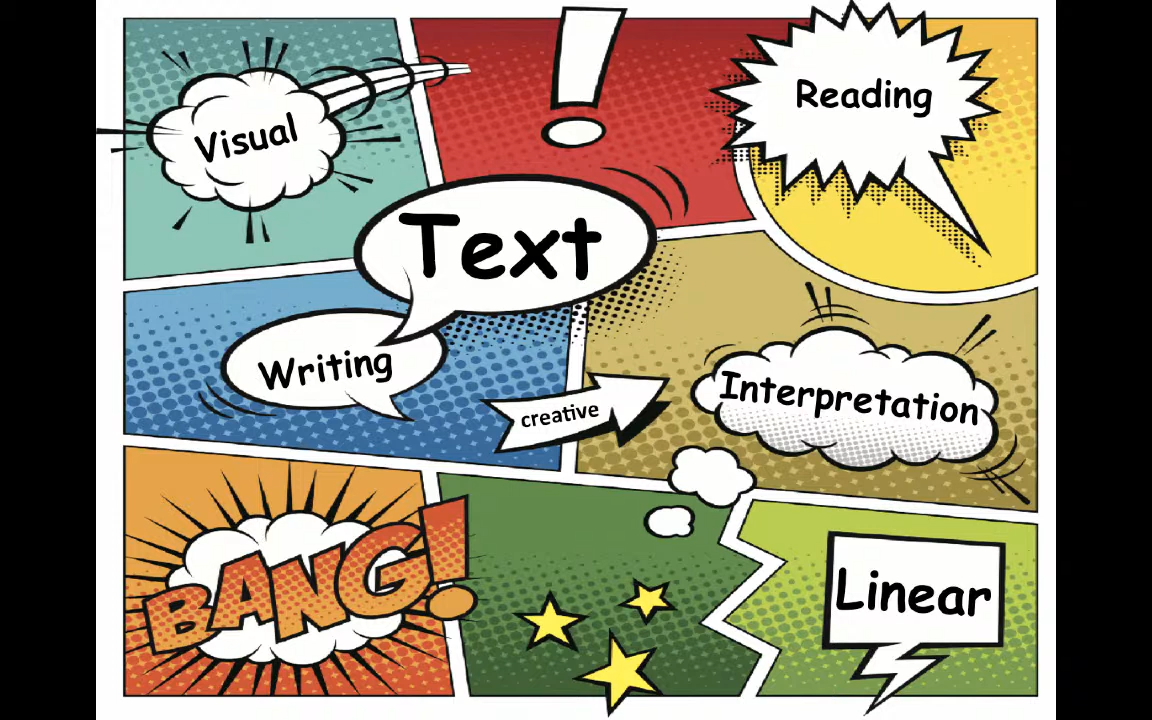 Visual
!
Reading
Text
Writing
creative
Interpretation
BANG!
Linear